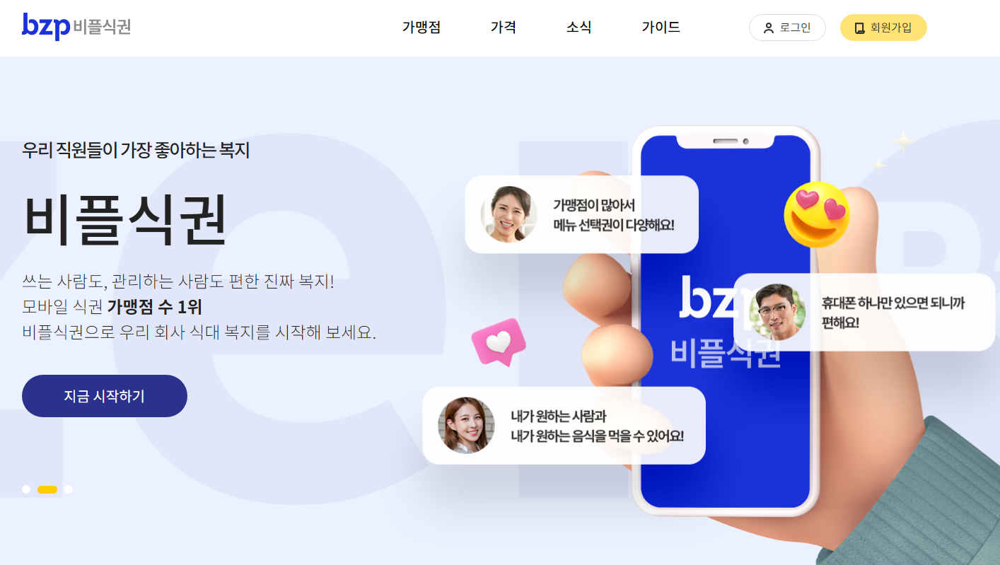 bzp 비플식권
가맹점 가격 소식 가이드 로그인 회원가입
우리 직원들이 가장 좋아하는 복지
비플식권
쓰는 사람도, 관리하는 사람도 편한 진짜 복지!
모바일 식권 가맹점 수 1위
비플식권으로 우리 회사 식대 복지를 시작해 보세요.
지금 시작하기
가맹점이 많아서
메뉴 선택권이 다양해요!
bzp
비플식권
휴대폰 하나만 있으면 되니까
편해요!
내가 원하는 사람과
내가 원하는 음식을 먹을 수 있어요!